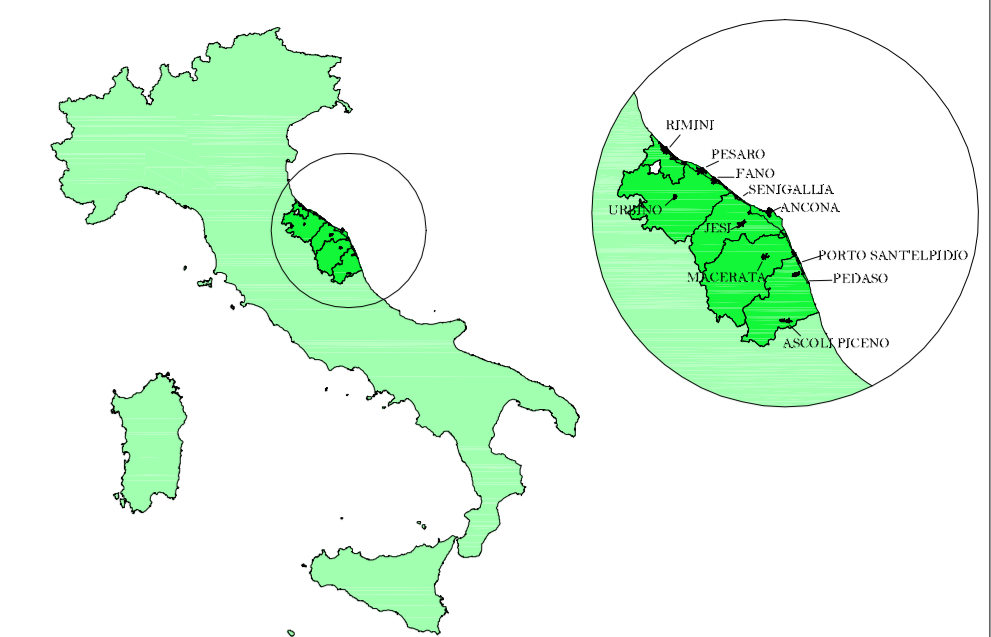 RIMINI
PESARO
FANO
SENIGALLIA
URBINO
ANCONA
JESI
PORTO SANT'ELPIDIO
MACERATA
PEDASO
ASCOLI PICENO